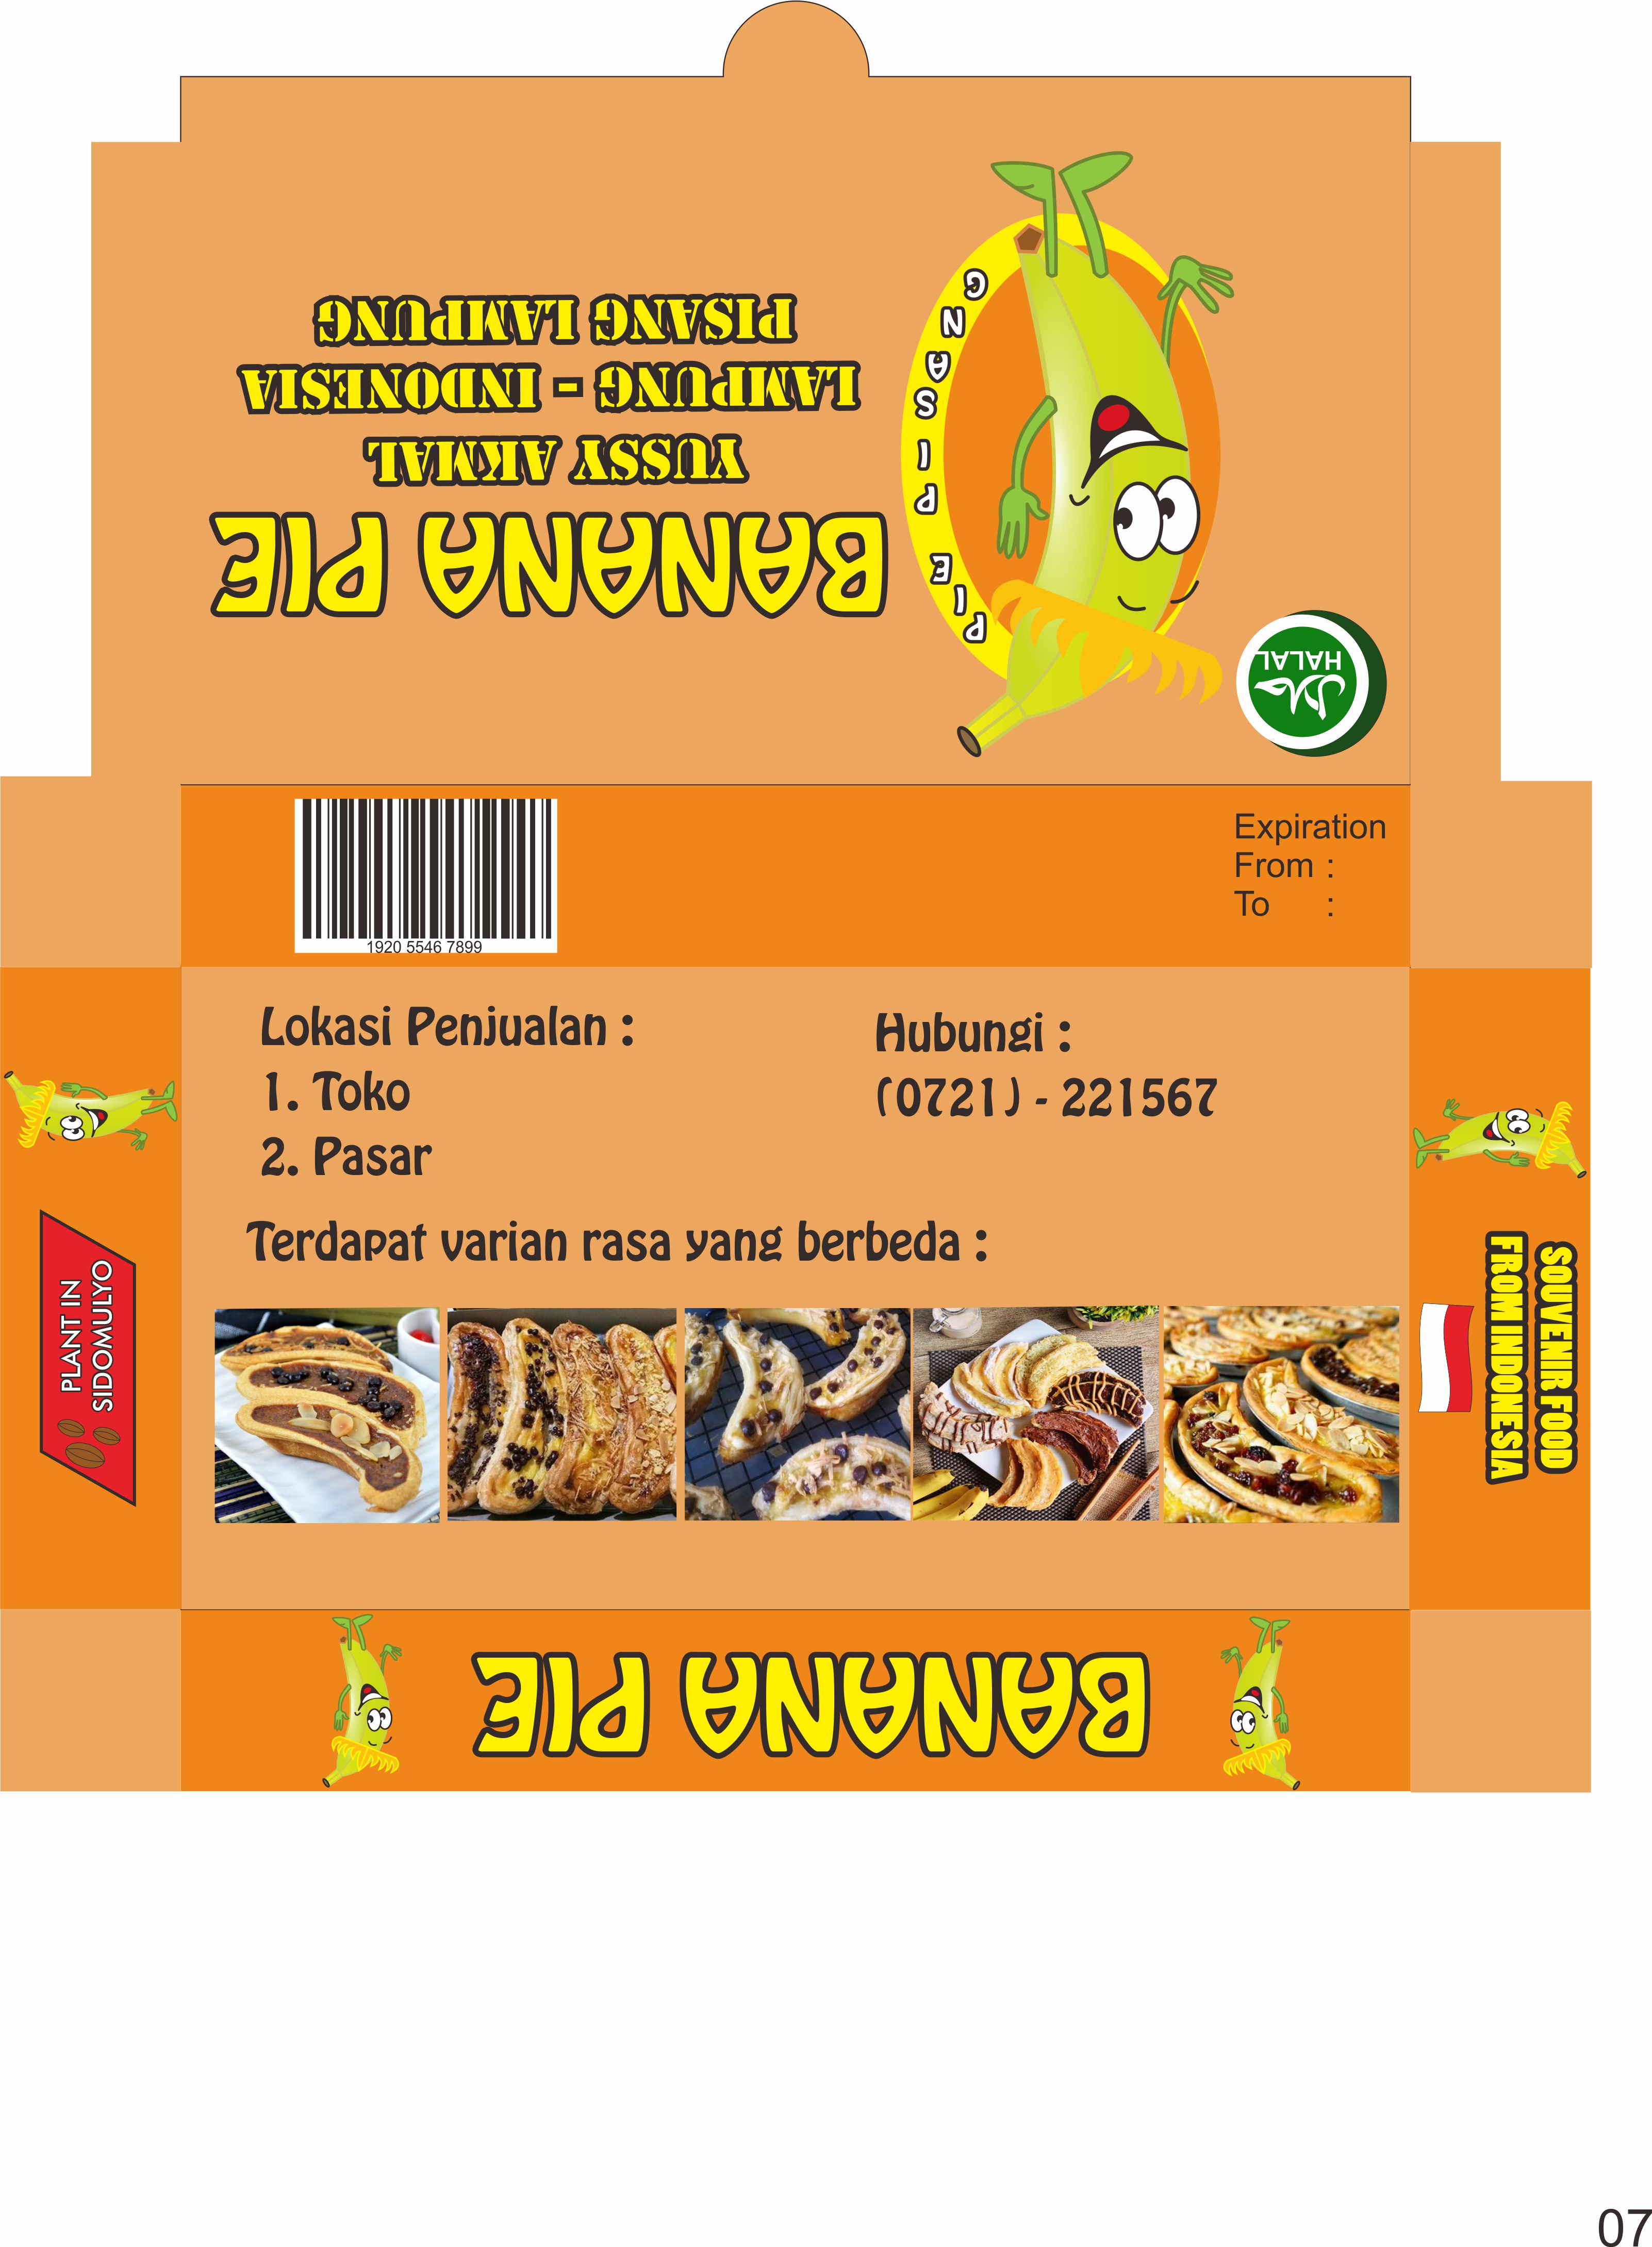 BANANA PIE
YUSSY AKMAL
LAMPUNG - INDONESIA
PISANG LAMPUNG
PIE PISANG
HALAL
1920 5546 7899
Expiration
From :
To :
Lokasi Penjualan :
1. Toko
2. Pasar
Hubungi :
(0721) - 221567
Terdapat varian rasa yang berbeda :
PLANT IN
SIDOMULYO
SOUVENIR FOOD
FROM INDONESIA
BANANA PIE
07